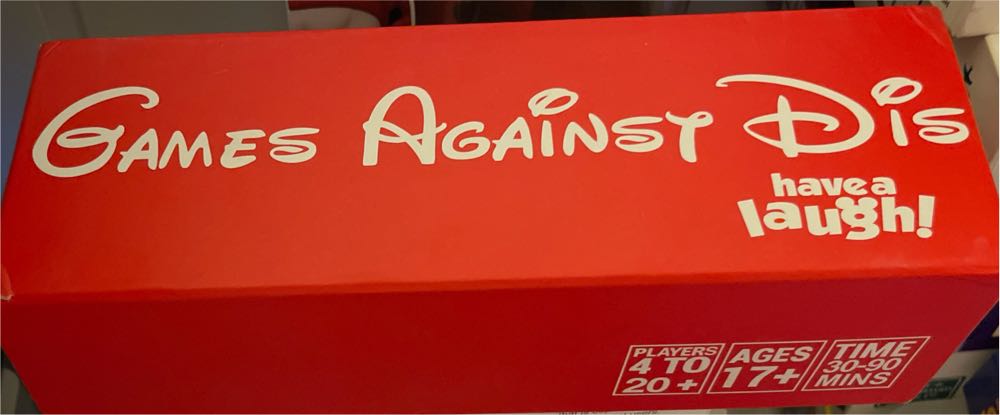 GAMES AGAINST DIS
have a
laugh!
PLAYERS
4 TO
20+
AGES
17+
TIME
30-90
MINS